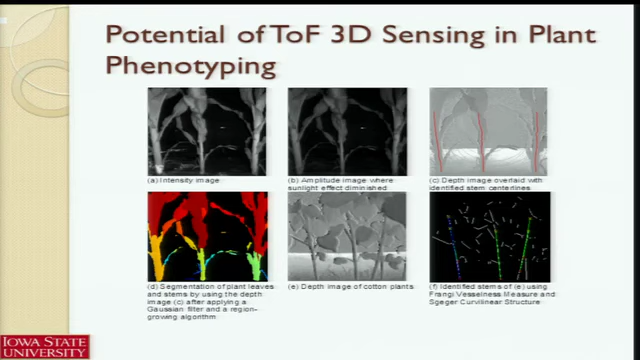 Potential of ToF 3D Sensing in Plant
Phenotyping
(a) Intensity image
(b) Amplitude image where
sunlight effect diminished
(c) Depth image overlaid with
identified stem centerlines
(d) Segmentation of plant leaves
and stems by using the depth
image (c) after applying a
Gaussian filter and a region-
growing algorithm
(e) Depth image of cotton plants
(f) Identified stems of (e) using
Frangi Vesselness Measure and
Sgeger Curvilinear Structure
IOWA STATE
UNIVERSITY